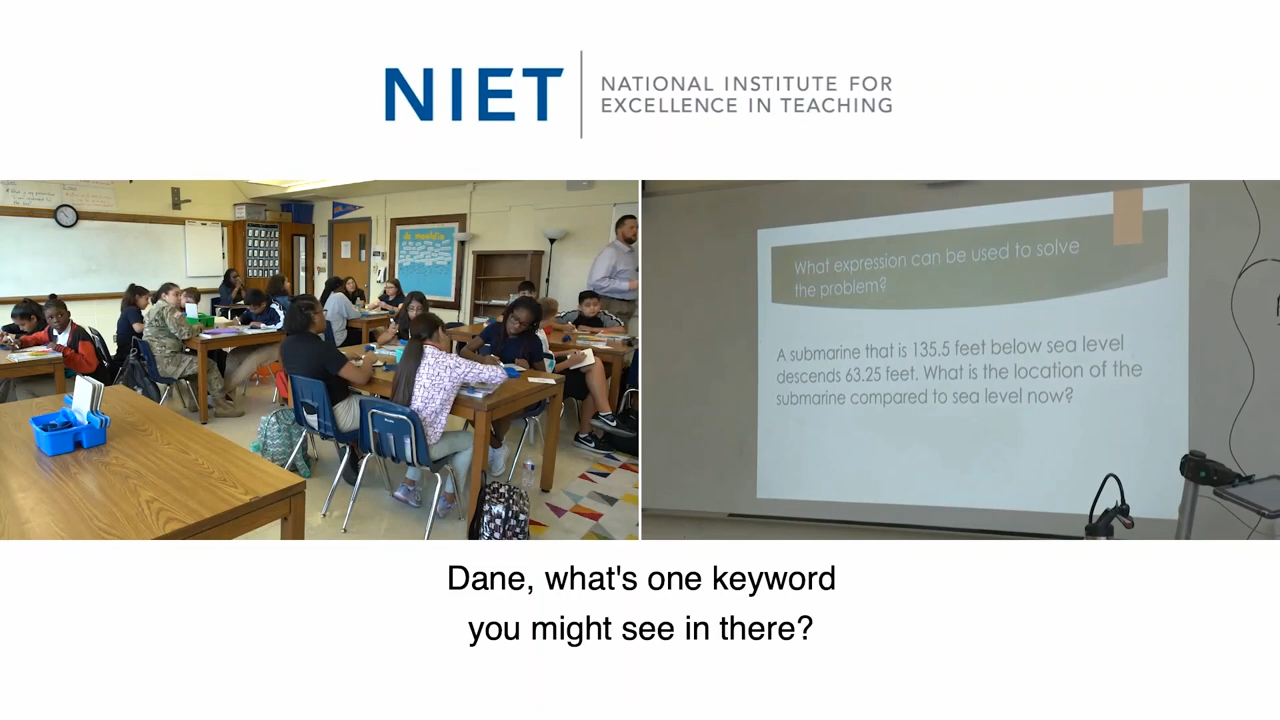 NIET
NATIONAL INSTITUTE FOR
EXCELLENCE IN TEACHING
What expression can be used to solve
the problem?
A submarine that is 135.5 feet below sea level
descends 63.25 feet. What is the location of the
submarine compared to sea level now?
Dane, what's one keyword
you might see in there?